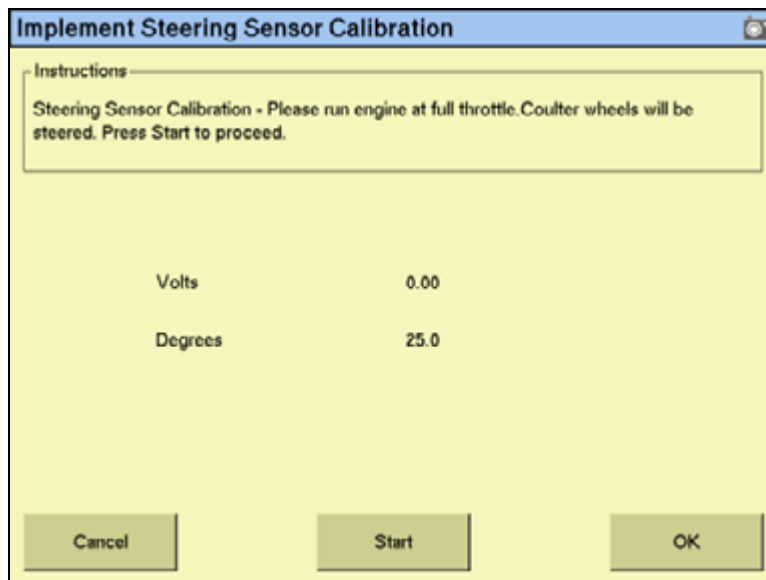 Implement Steering Sensor Calibration
Instructions
Steering Sensor Calibration - Please run engine at full throttle.Coulter wheels will be
steered. Press Start to proceed.
Volts 0.00
Degrees 25.0
Cancel Start OK